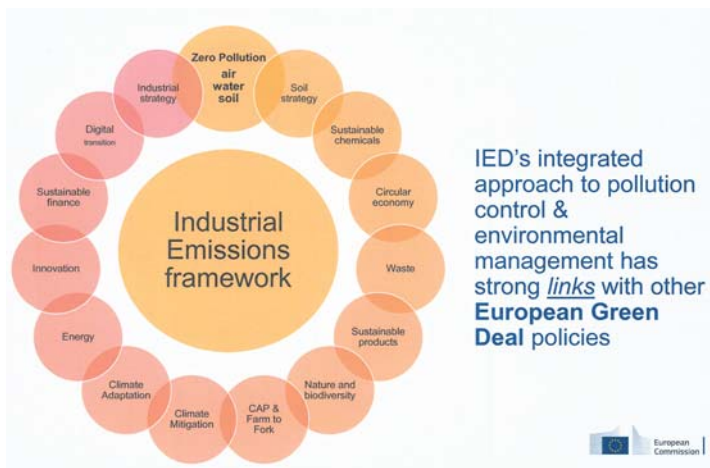 Zero Pollution
air
water
soil
Soil
strategy
Sustainable
chemicals
Circular
economy
Waste
Sustainable
products
Nature and
biodiversity
CAP &
Farm to
Fork
Climate
Mitigation
Climate
Adaptation
Energy
Innovation
Sustainable
finance
Digital
transition
Industrial
strategy
Industrial
Emissions
framework
IED's integrated
approach to pollution
control &
environmental
management has
strong links with other
European Green
Deal policies
European
Commission